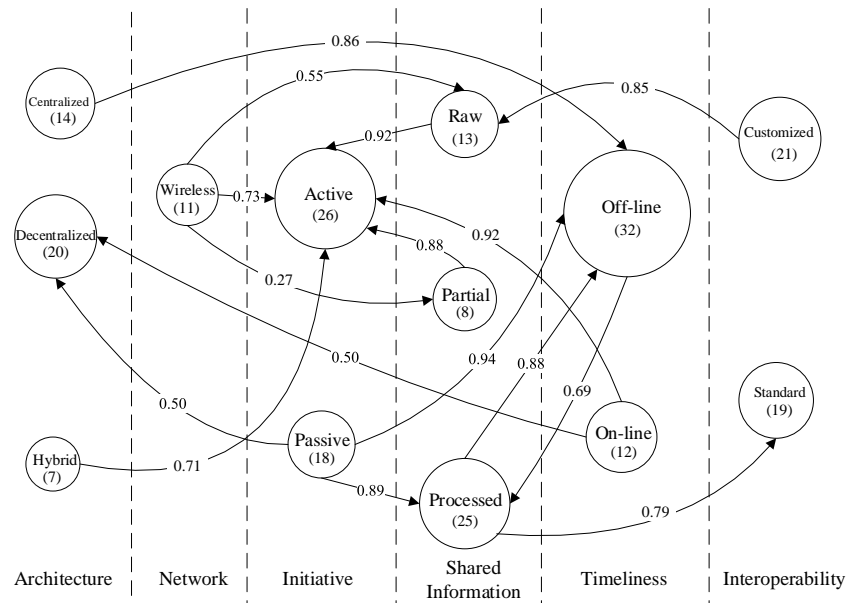 0.86
0.55
0.85
Centralized
(14)
Raw
(13)
Customized
(21)
0.92
Wireless
(11)
0.73
Active
(26)
Off-line
(32)
Decentralized
(20)
0.92
0.88
0.27
Partial
(8)
0.50
0.94
0.88
0.69
0.50
Standard
(19)
Hybrid
(7)
0.71
Passive
(18)
On-line
(12)
0.89
Processed
(25)
0.79
Architecture
Network
Initiative
Shared
Information
Timeliness
Interoperability